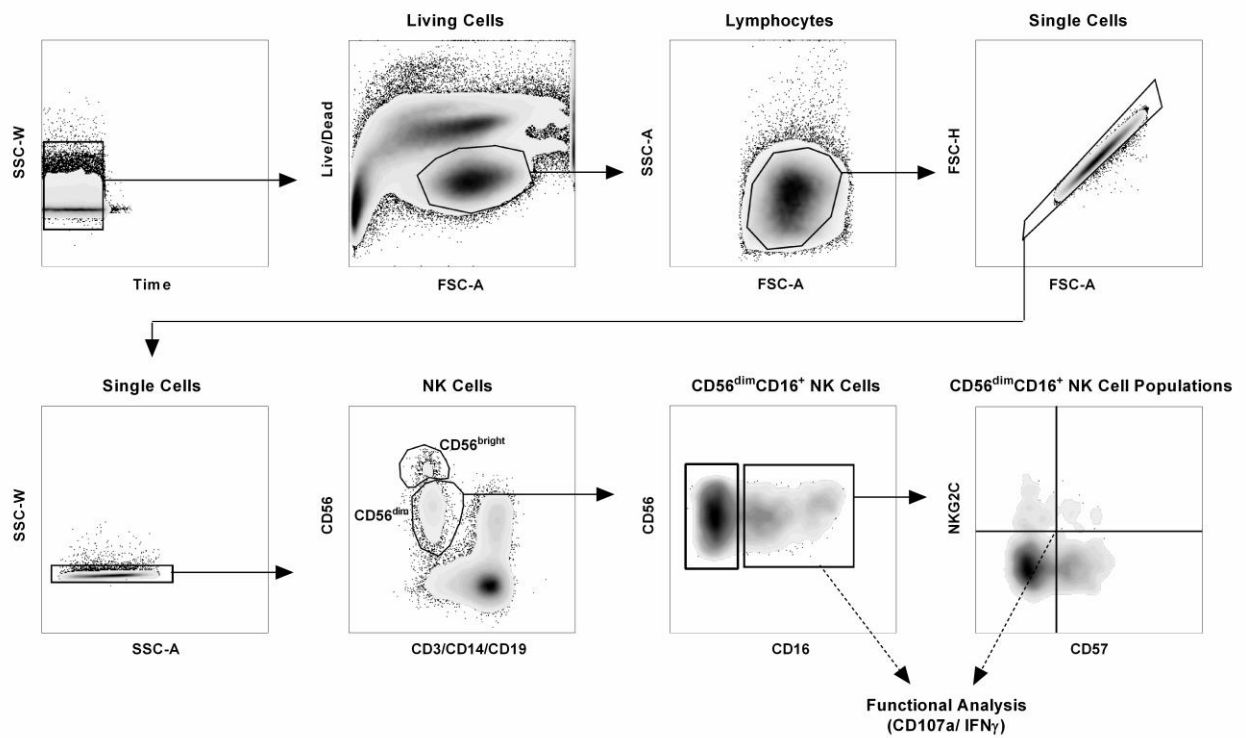 Living Cells
Lymphocytes
Single Cells
SSC-W
Live/Dead
SSC-A
FSC-H
Time
FSC-A
FSC-A
FSC-A
Single Cells
NK Cells
CD56dimCD16+ NK Cells
CD56dimCD16+ NK Cell Populations
SSC-W
CD56
CD56bright
CD56dim
CD56
NKG2C
SSC-A
CD3/CD14/CD19
CD16
CD57
Functional Analysis
(CD107a/ IFNγ)